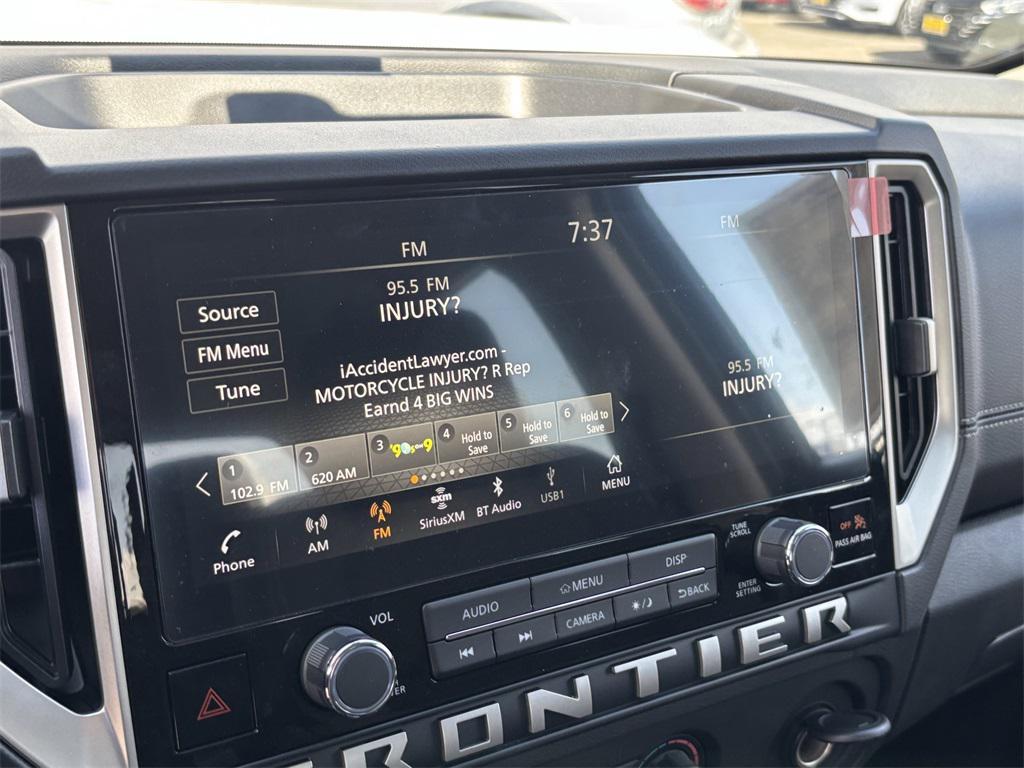 FM
7:37
FM
95.5 FM
INJURY?
Source
FM Menu
Tune
iAccidentLawyer.com -
MOTORCYCLE INJURY? R Rep
Earnd 4 BIG WINS
95.5 FM
INJURY?
1
102.9 FM
2
620 AM
3
4
Hold to
Save
5
Hold to
Save
6
Hold to
Save
Phone
AM
FM
sxm
SiriusXM
BT Audio
USB1
MENU
TUNE
SCROLL
OFF
PASS AIR BAG
VOL
AUDIO
MENU
DISP
CAMERA
BACK
ENTER
SETTING
RONTIER